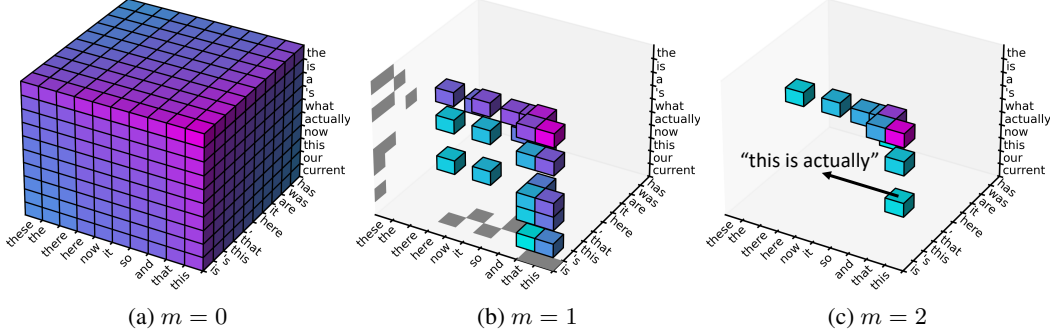 the
is
a
's
what
actually
now
this
our
current
has
was
are
it
here
that
this
's
is
these
the
there
here
now
it
so
and
that
this
(a) m = 0
the
is
a
's
what
actually
now
this
our
current
has
was
are
it
here
that
this
's
is
these
the
there
here
now
it
so
and
that
this
(b) m = 1
the
is
a
's
what
actually
now
this
our
current
has
was
are
it
here
that
this
's
is
these
the
there
here
now
it
so
and
that
this
“this is actually”
(c) m = 2